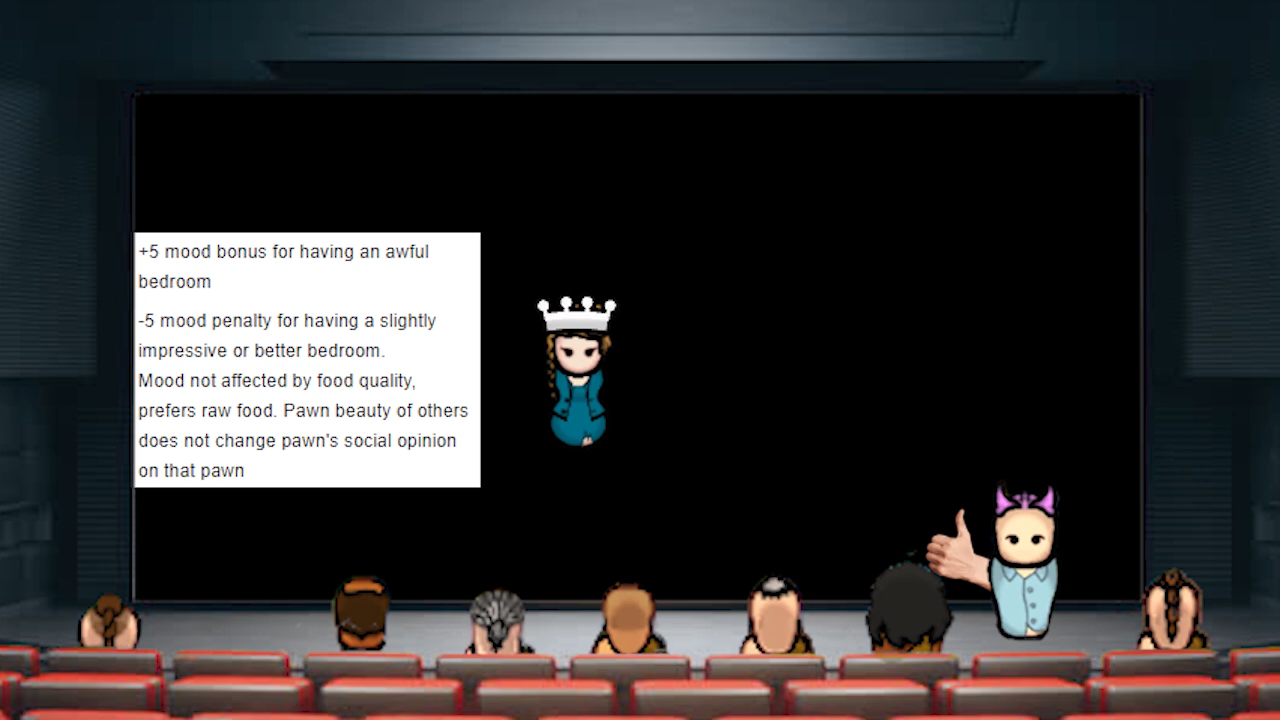 +5 mood bonus for having an awful
bedroom
-5 mood penalty for having a slightly
impressive or better bedroom.
Mood not affected by food quality,
prefers raw food. Pawn beauty of others
does not change pawn's social opinion
on that pawn